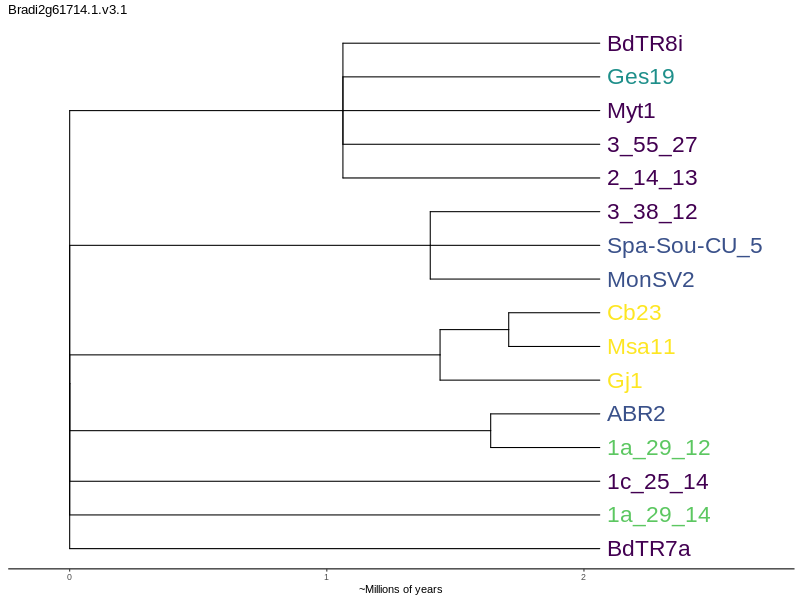 Bradi2g61714.1.v3.1
BdTR8i
Ges19
Myt1
3_55_27
2_14_13
3_38_12
Spa-Sou-CU_5
MonSV2
Cb23
Msa11
Gj1
ABR2
1a_29_12
1c_25_14
1a_29_14
BdTR7a
0 1 2
~Millions of years